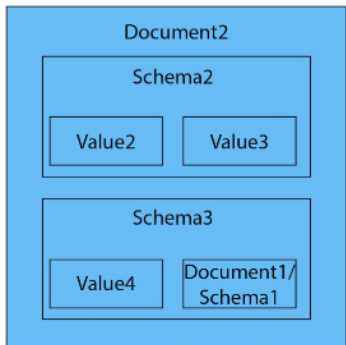 Document2
Schema2
Value2 Value3
Schema3
Value4 Document1/
Schema1